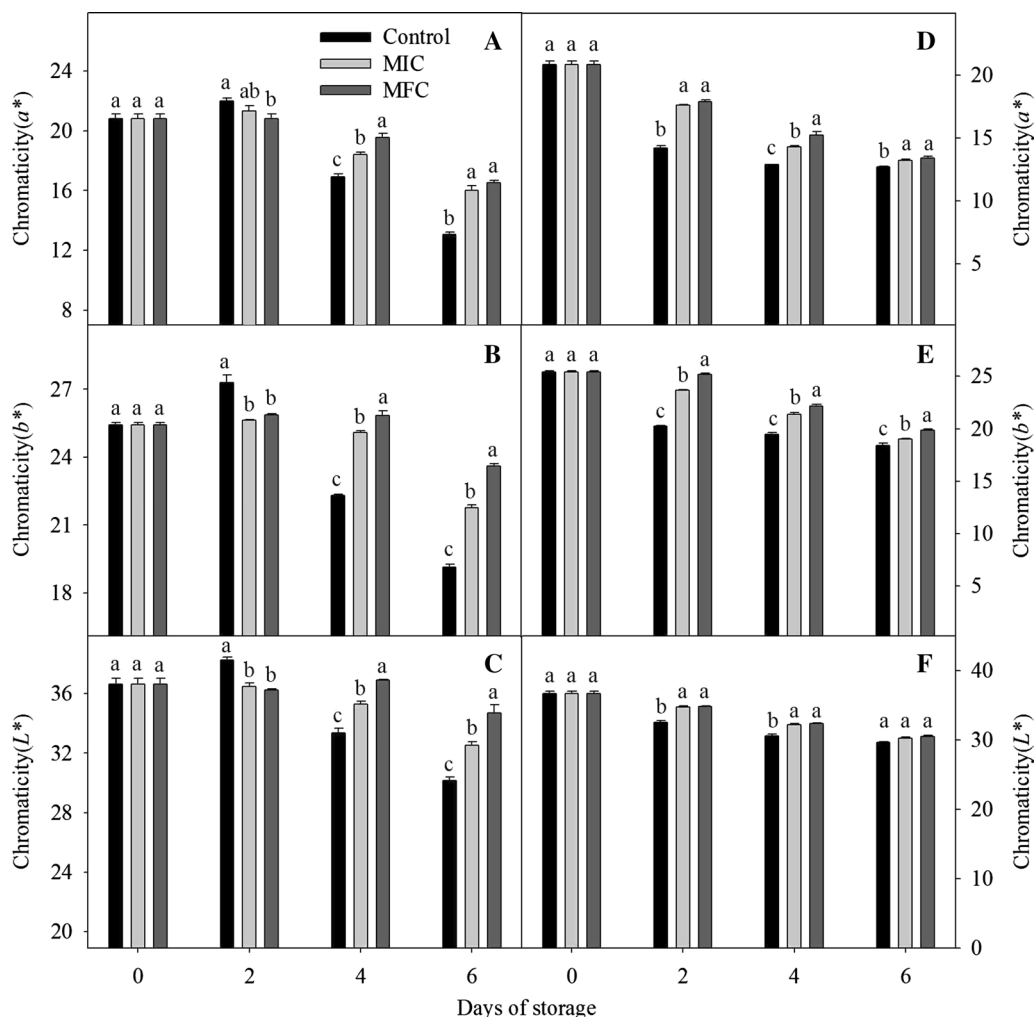 A
Control
MIC
MFC
Chromaticity(a*)
24
20
16
12
8
a a a
a ab b
c b a
b a a
D
Chromaticity(a*)
20
15
10
5
a a a
b a a
c b a
b a a
B
Chromaticity(b*)
27
24
21
18
a a a
a b b
c b a
c b a
E
Chromaticity(b*)
25
20
15
10
5
a a a
c b a
c b a
c b a
C
Chromaticity(L*)
36
32
28
24
20
a a a
a b b
c b a
c b a
F
Chromaticity(L*)
40
30
20
10
0
a a a
b a a
b a a
a a a
0 2 4 6 0 2 4 6
Days of storage